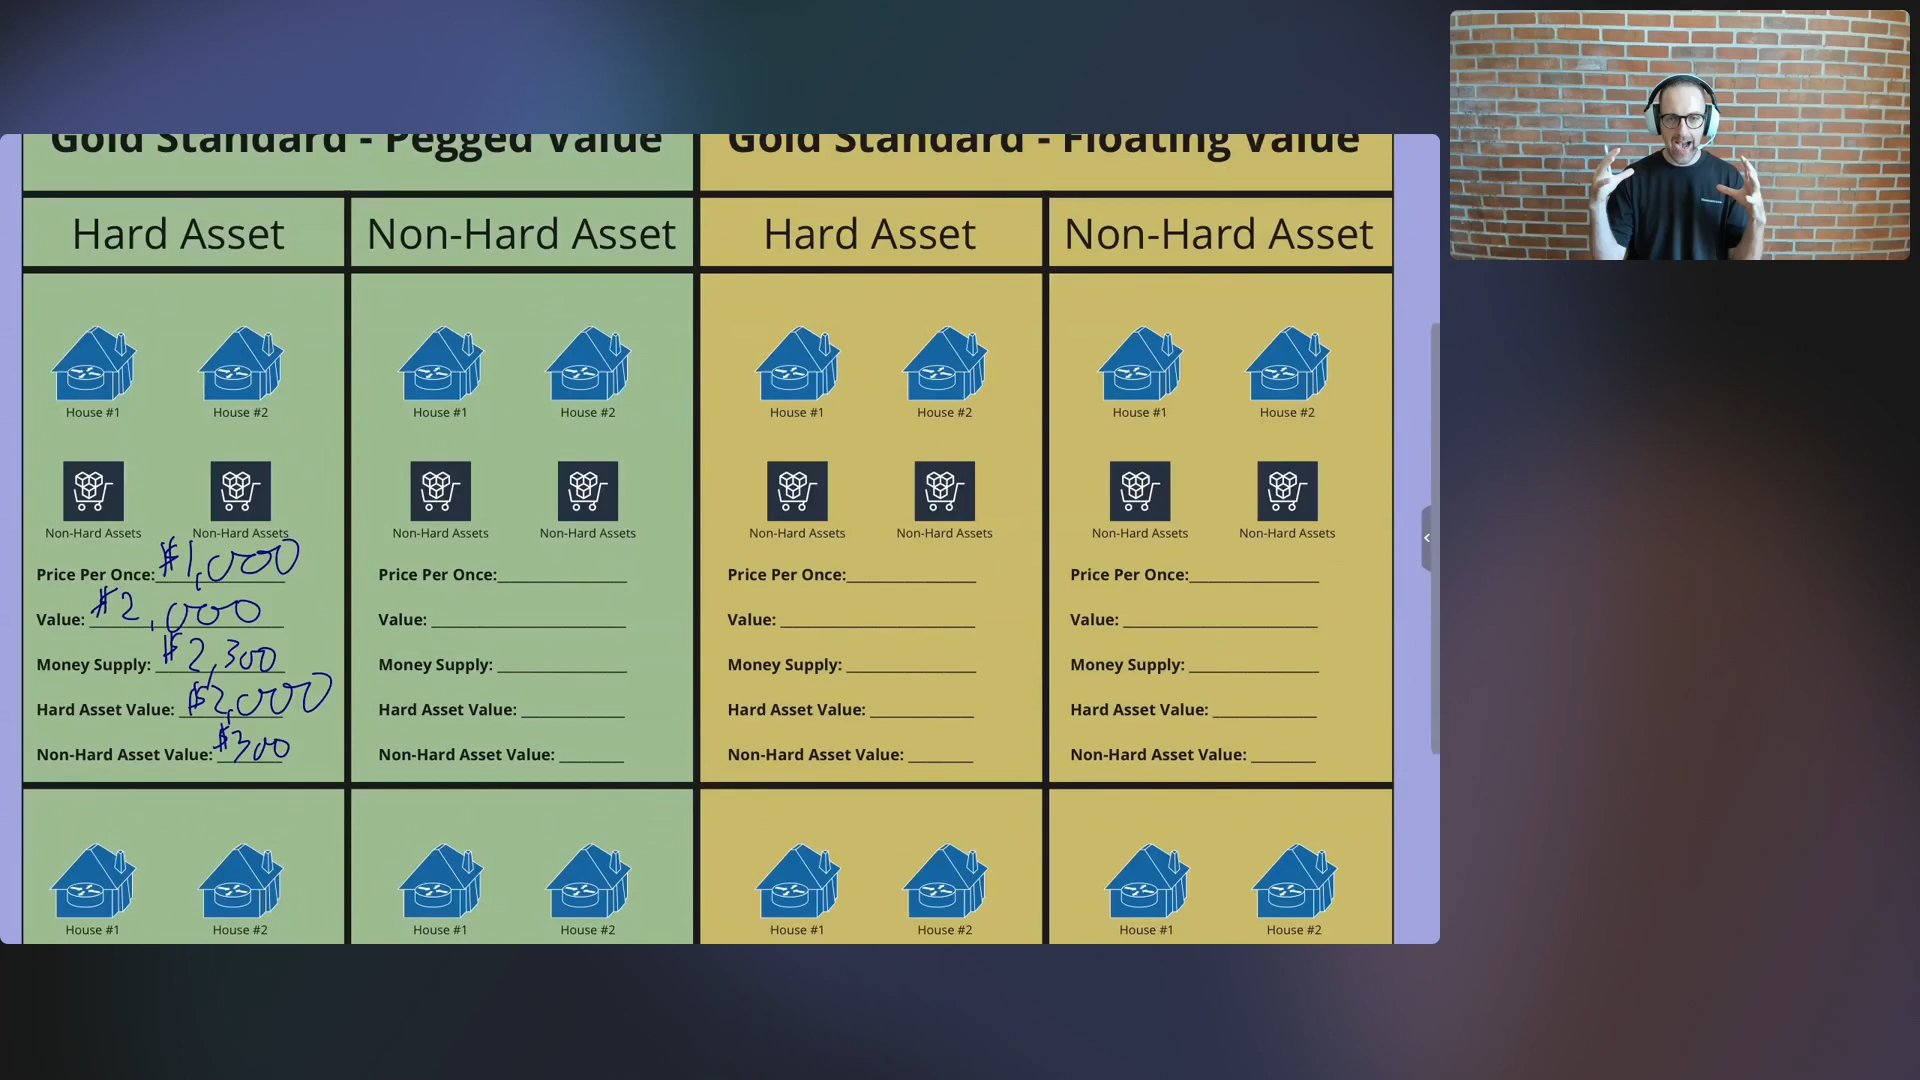 Gold Standard - Pegged Value
Gold Standard - Floating Value
Hard Asset
Non-Hard Asset
Hard Asset
Non-Hard Asset
House #1
House #2
House #1
House #2
House #1
House #2
House #1
House #2
Non-Hard Assets
Non-Hard Assets
Non-Hard Assets
Non-Hard Assets
Non-Hard Assets
Non-Hard Assets
Non-Hard Assets
Non-Hard Assets
Price Per Once: $1,000
Value: $2,000
Money Supply: $2,300
Hard Asset Value: $2,000
Non-Hard Asset Value: $300
Price Per Once:
Value:
Money Supply:
Hard Asset Value:
Non-Hard Asset Value:
Price Per Once:
Value:
Money Supply:
Hard Asset Value:
Non-Hard Asset Value:
Price Per Once:
Value:
Money Supply:
Hard Asset Value:
Non-Hard Asset Value:
House #1
House #2
House #1
House #2
House #1
House #2
House #1
House #2